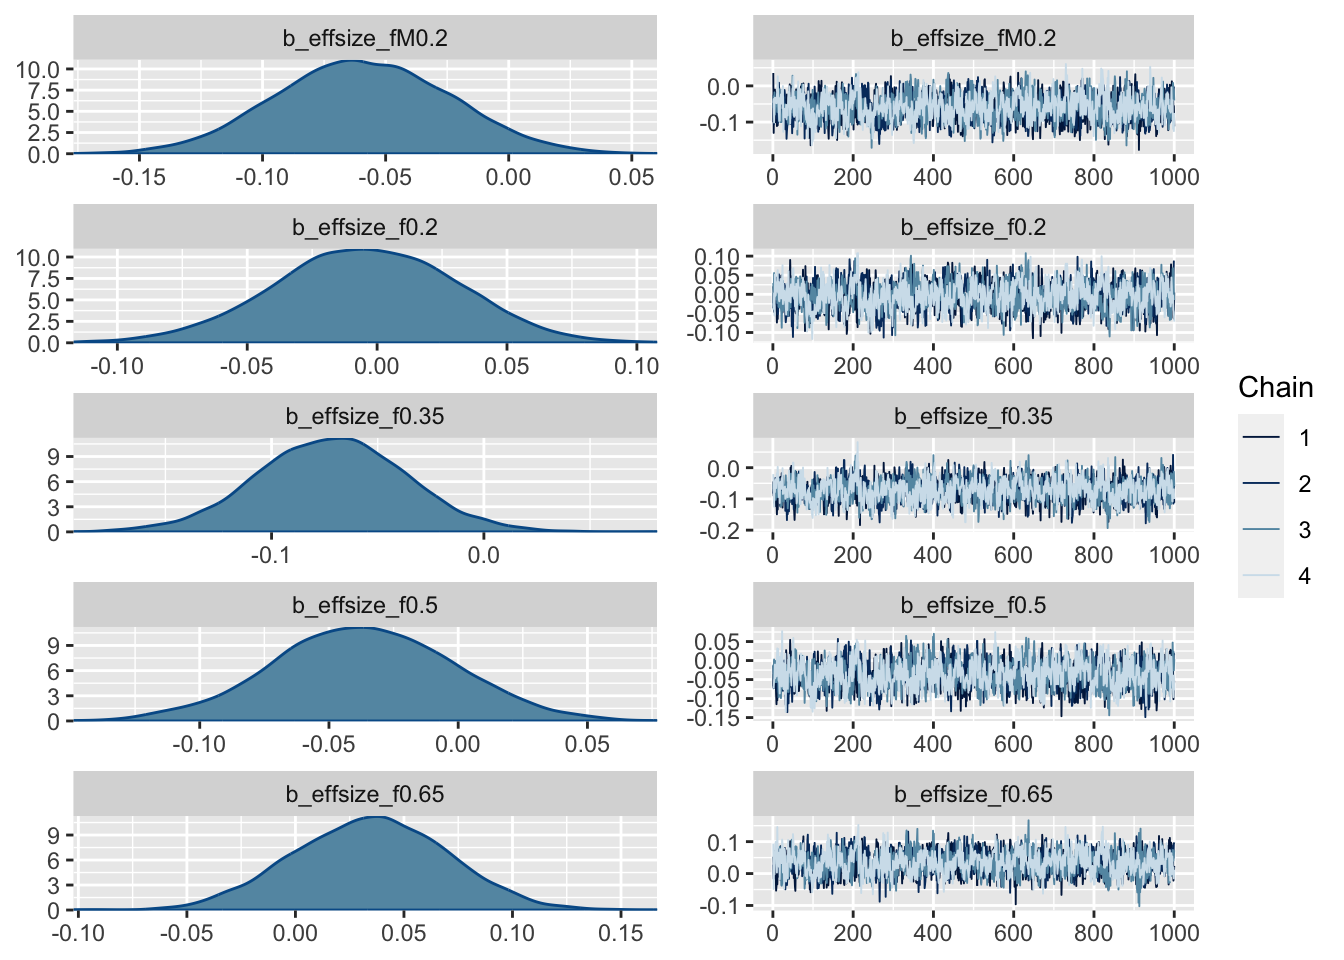 b_effsize_fM0.2
10.0
7.5
5.0
2.5
0.0
-0.15 -0.10 -0.05 0.00 0.05
b_effsize_fM0.2
0.0
-0.1
0 200 400 600 800 1000
b_effsize_f0.2
10.0
7.5
5.0
2.5
0.0
-0.10 -0.05 0.00 0.05 0.10
b_effsize_f0.2
0.10
0.05
0.00
-0.05
-0.10
0 200 400 600 800 1000
b_effsize_f0.35
9
6
3
0
-0.1 0.0
b_effsize_f0.35
0.0
-0.1
-0.2
0 200 400 600 800 1000
b_effsize_f0.5
9
6
3
0
-0.10 -0.05 0.00 0.05
b_effsize_f0.5
0.05
0.00
-0.05
-0.10
-0.15
0 200 400 600 800 1000
b_effsize_f0.65
9
6
3
0
-0.10 -0.05 0.00 0.05 0.10 0.15
b_effsize_f0.65
0.1
0.0
-0.1
0 200 400 600 800 1000
Chain
1
2
3
4